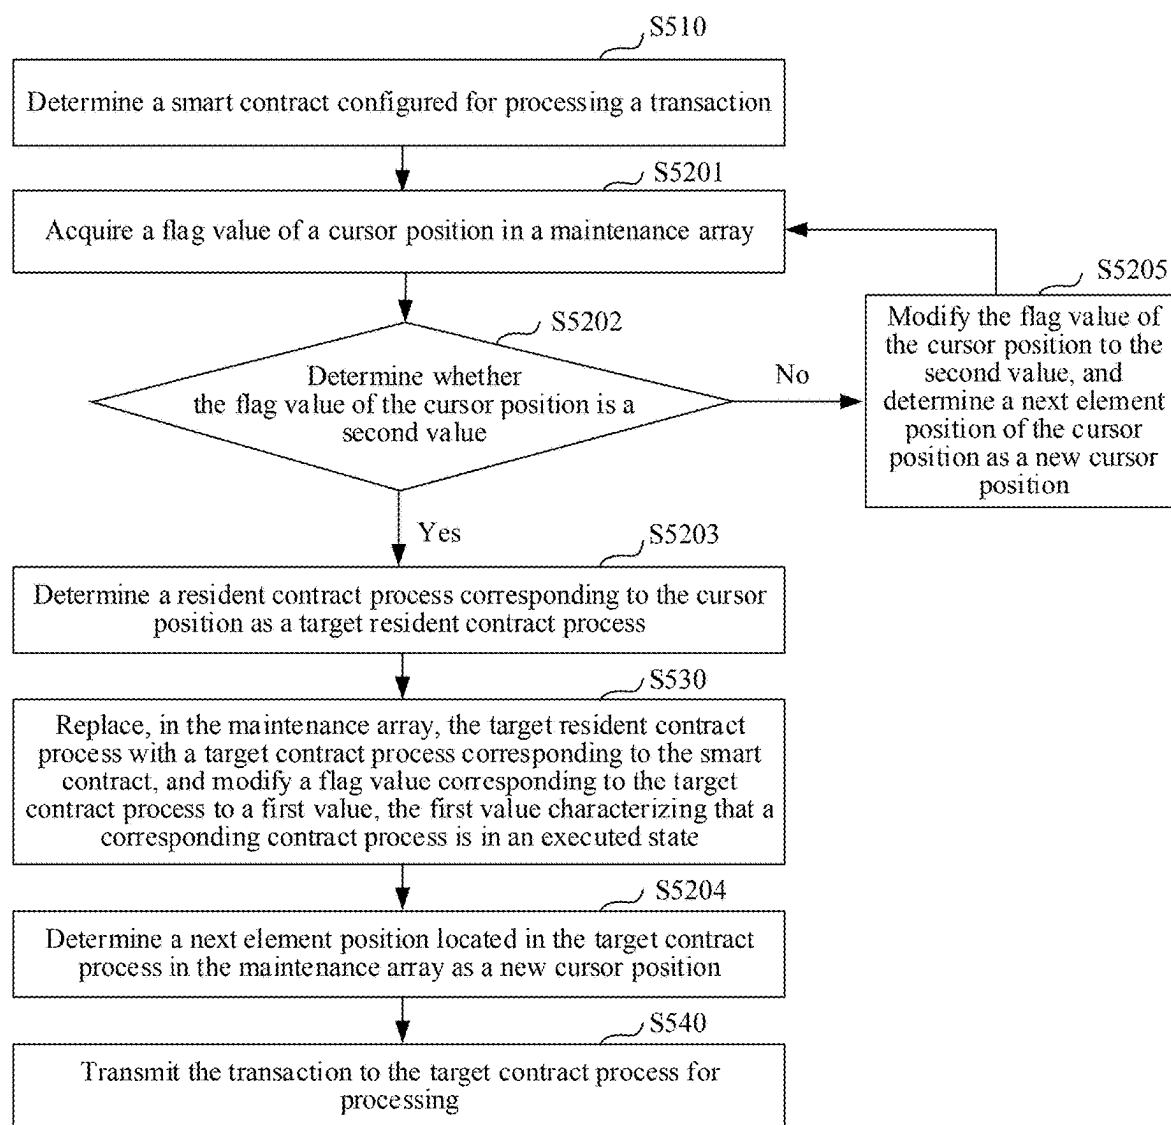 S510
Determine a smart contract configured for processing a transaction
S5201
Acquire a flag value of a cursor position in a maintenance array
S5205
Modify the flag value of
the cursor position to the
second value, and
determine a next element
position of the cursor
position as a new cursor
position
S5202
Determine whether
the flag value of the cursor position is a
second value
No
Yes
S5203
Determine a resident contract process corresponding to the cursor
position as a target resident contract process
S530
Replace, in the maintenance array, the target resident contract
process with a target contract process corresponding to the smart
contract, and modify a flag value corresponding to the target
contract process to a first value, the first value characterizing that a
corresponding contract process is in an executed state
S5204
Determine a next element position located in the target contract
process in the maintenance array as a new cursor position
S540
Transmit the transaction to the target contract process for
processing